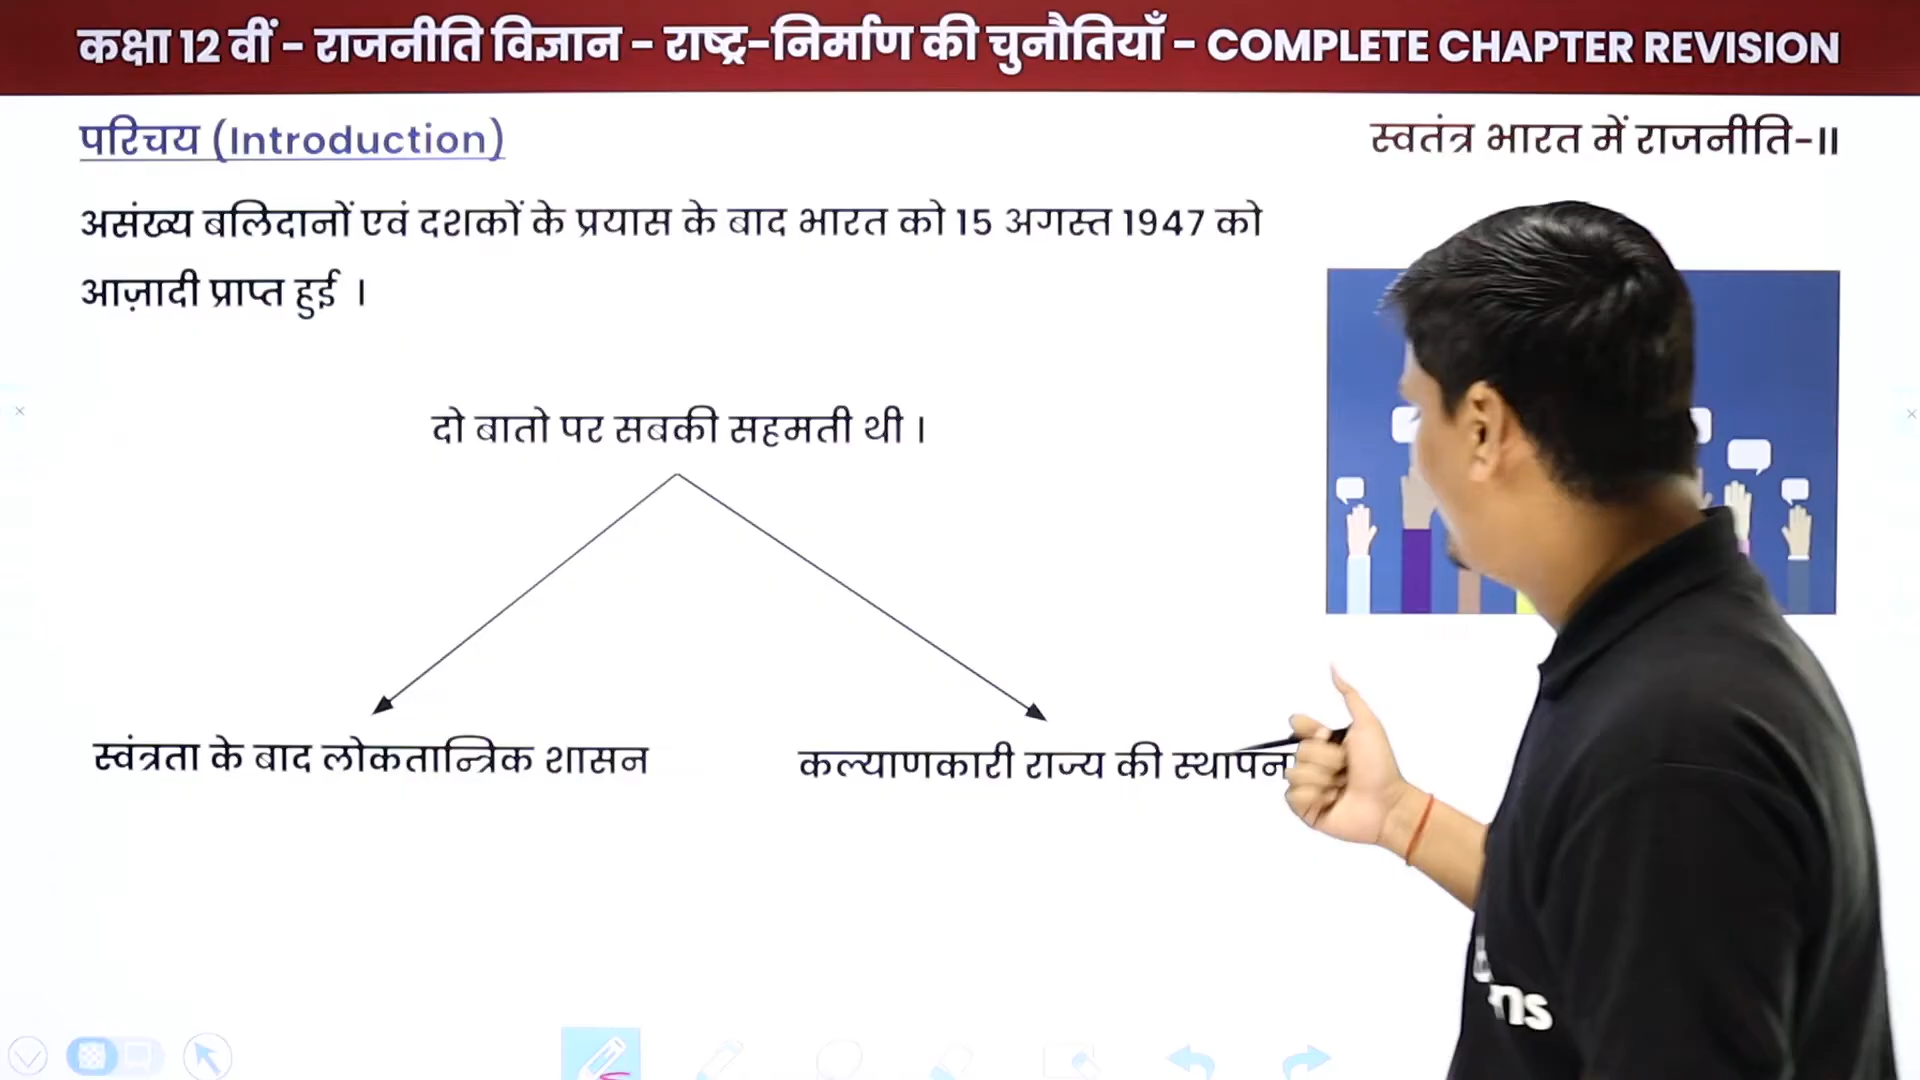 कक्षा 12 वीं - राजनीति विज्ञान - राष्ट्र-निर्माण की चुनौतियाँ - COMPLETE CHAPTER REVISION
परिचय (Introduction)
स्वतंत्र भारत में राजनीति-II
असंख्य बलिदानों एवं दशकों के प्रयास के बाद भारत को 15 अगस्त 1947 को
आज़ादी प्राप्त हुई ।
दो बातो पर सबकी सहमती थी ।
स्वंत्रता के बाद लोकतान्त्रिक शासन
कल्याणकारी राज्य की स्थापना